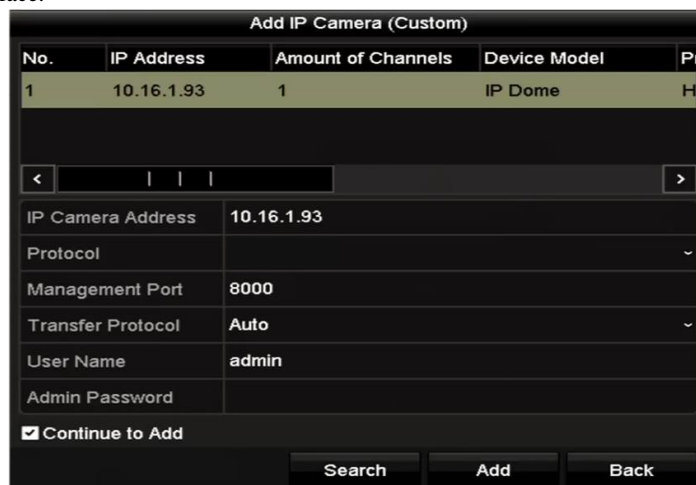 Add IP Camera (Custom)
No. IP Address Amount of Channels Device Model
1 10.16.1.93 1 IP Dome H
IP Camera Address 10.16.1.93
Protocol
Management Port 8000
Transfer Protocol Auto
User Name admin
Admin Password
Continue to Add
Search Add Back